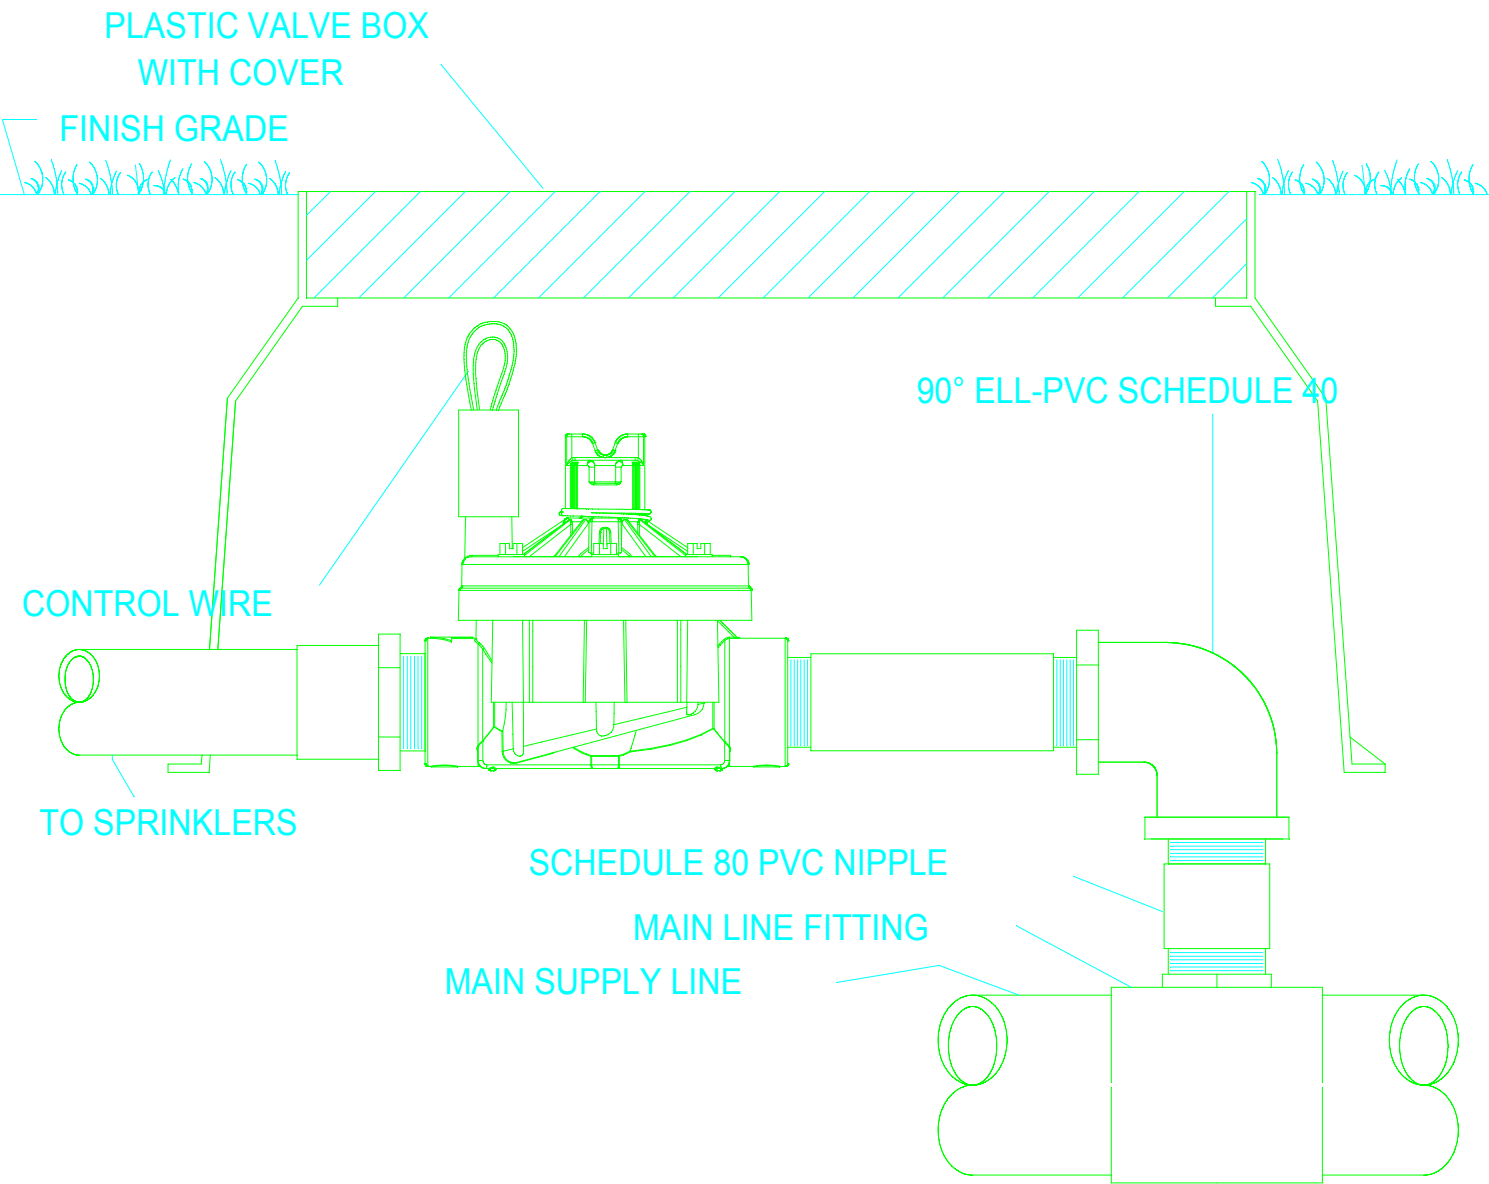 PLASTIC VALVE BOX
WITH COVER
FINISH GRADE
90° ELL-PVC SCHEDULE 40
CONTROL WIRE
TO SPRINKLERS
SCHEDULE 80 PVC NIPPLE
MAIN LINE FITTING
MAIN SUPPLY LINE